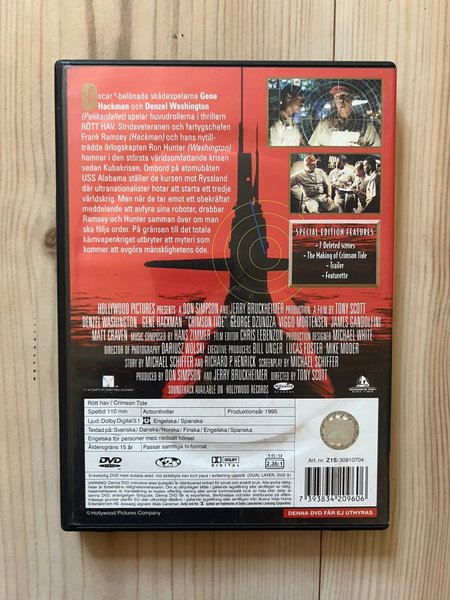 Oscar®-belönade skådespelarna Gene
Hackman och Denzel Washington
(Pelikanfallet) spelar huvudrollerna i thrillern
RÖTT HAV. Stridsveteranen och fartygschefen
Frank Ramsey (Hackman) och hans nytill-
trädda örlogskapten Ron Hunter (Washington)
hamnar i den största världsomfattande krisen
sedan Kubakrisen. Ombord på atomubåten
USS Alabama ställer de kursen mot Ryssland
där ultranationalister hotar att starta ett tredje
världskrig. Men när de tar emot ett obekräftat
meddelande att avfyra sina robotar, drabbar
Ramsey och Hunter samman över om man
ska följa order. På gränsen till det totala
kärnvapenkriget utbryter ett myteri som
kommer att avgöra mänsklighetens öde.
SPECIAL EDITION FEATURES
- 7 Deleted scenes
- The Making of Crimson Tide
- Trailer
- Featurette
HOLLYWOOD PICTURES PRESENTS A DON SIMPSON AND JERRY BRUCKHEIMER PRODUCTION A FILM BY TONY SCOTT
DENZEL WASHINGTON GENE HACKMAN "CRIMSON TIDE" GEORGE DZUNDZA VIGGO MORTENSEN JAMES GANDOLFINI
MATT CRAVEN MUSIC COMPOSED BY HANS ZIMMER FILM EDITOR CHRIS LEBENZON PRODUCTION DESIGNER MICHAEL WHITE
DIRECTOR OF PHOTOGRAPHY DARIUSZ WOLSKI EXECUTIVE PRODUCERS BILL UNGER LUCAS FOSTER MIKE MODER
STORY BY MICHAEL SCHIFFER AND RICHARD P. HENRICK SCREENPLAY BY MICHAEL SCHIFFER
PRODUCED BY DON SIMPSON AND JERRY BRUCKHEIMER DIRECTED BY TONY SCOTT
SOUNDTRACK AVAILABLE ON HOLLYWOOD RECORDS
Rött hav / Crimson Tide
Speltid 110 min Actionthriller Produktionsår 1995
Ljud: Dolby Digital 5.1 Engelska / Spanska
Textad på: Svenska / Danska / Norska / Finska / Engelska / Spanska
Engelska för personer med nedsatt hörsel
Åldersgräns 15 år Passar samtliga tv-format
DVD VIDEO
DOLBY DIGITAL
16:9
2.35:1
Art.nr. Z1S/30910704
7 393834 209606
©Hollywood Pictures Company
DENNA DVD FÅR EJ UTHYRAS